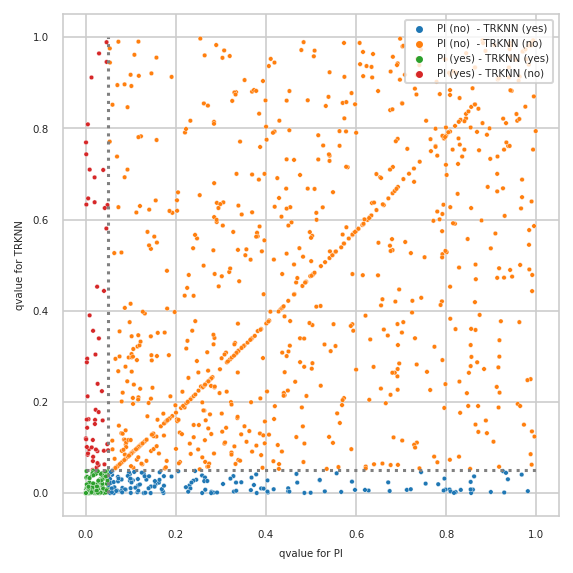 PI (no) - TRKNN (yes)
PI (no) - TRKNN (no)
PI (yes) - TRKNN (yes)
PI (yes) - TRKNN (no)
qvalue for TRKNN
1.0
0.8
0.6
0.4
0.2
0.0
0.0 0.2 0.4 0.6 0.8 1.0
qvalue for PI